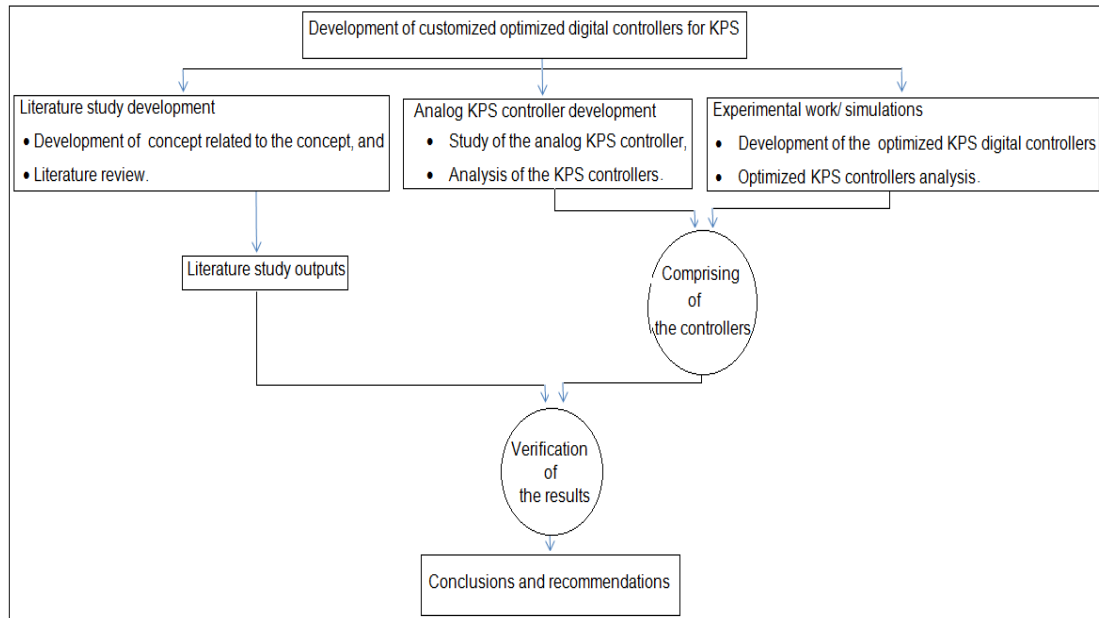 Development of customized optimized digital controllers for KPS
Literature study development
• Development of concept related to the concept, and
• Literature review.
Analog KPS controller development
• Study of the analog KPS controller,
• Analysis of the KPS controllers.
Experimental work/ simulations
• Development of the optimized KPS digital controllers
• Optimized KPS controllers analysis.
Literature study outputs
Comprising
of
the controllers
Verification
of
the results
Conclusions and recommendations